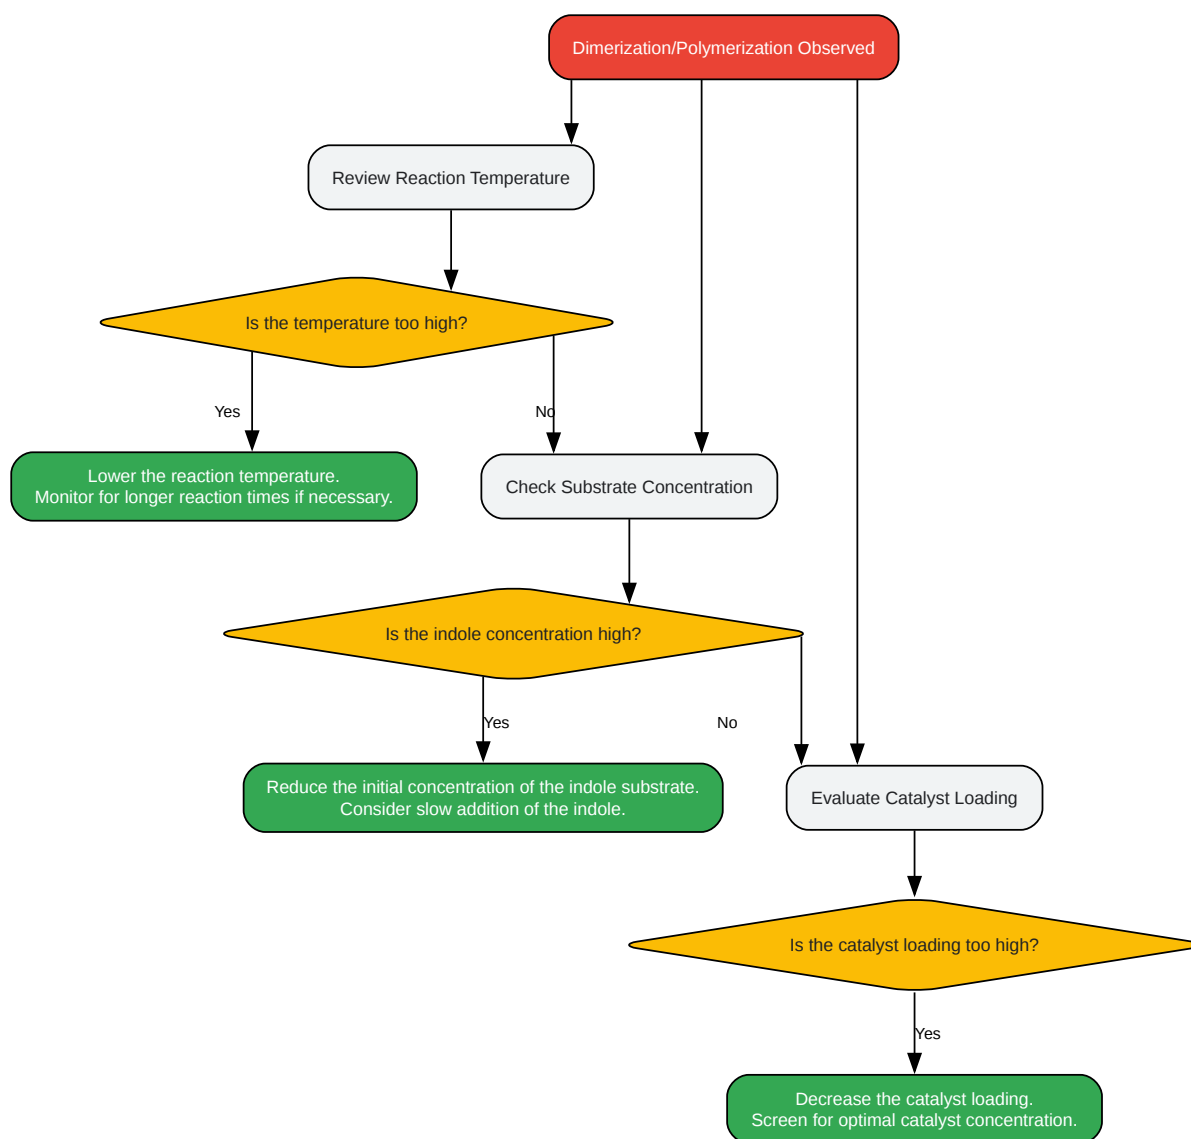 Dimerization/Polymerization Observed
Review Reaction Temperature
Is the temperature too high?
Yes
No
Lower the reaction temperature.
Monitor for longer reaction times if necessary.
Check Substrate Concentration
Is the indole concentration high?
Yes
No
Reduce the initial concentration of the indole substrate.
Consider slow addition of the indole.
Evaluate Catalyst Loading
Is the catalyst loading too high?
Yes
Decrease the catalyst loading.
Screen for optimal catalyst concentration.